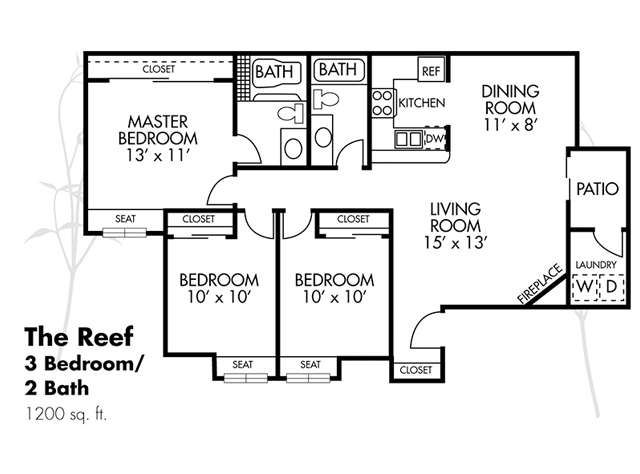 CLOSET
BATH
BATH
REF
MASTER
BEDROOM
13’ x 11’
KITCHEN
DINING
ROOM
11’ x 8’
DW
SEAT
CLOSET
CLOSET
LIVING
ROOM
15’ x 13’
PATIO
BEDROOM
10’ x 10’
BEDROOM
10’ x 10’
FIREPLACE
LAUNDRY
W D
SEAT
SEAT
CLOSET
The Reef
3 Bedroom/
2 Bath
1200 sq. ft.